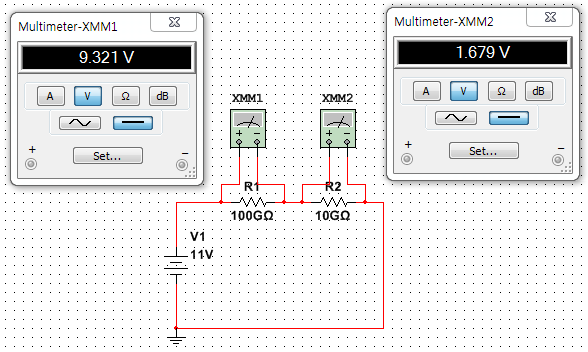 Multimeter-XMM1
9.321 V
A V Ω dB
+ Set... −
Multimeter-XMM2
1.679 V
A V Ω dB
+ Set... −
XMM1 XMM2
+ − + −
R1 R2
100GΩ 10GΩ
V1
11V